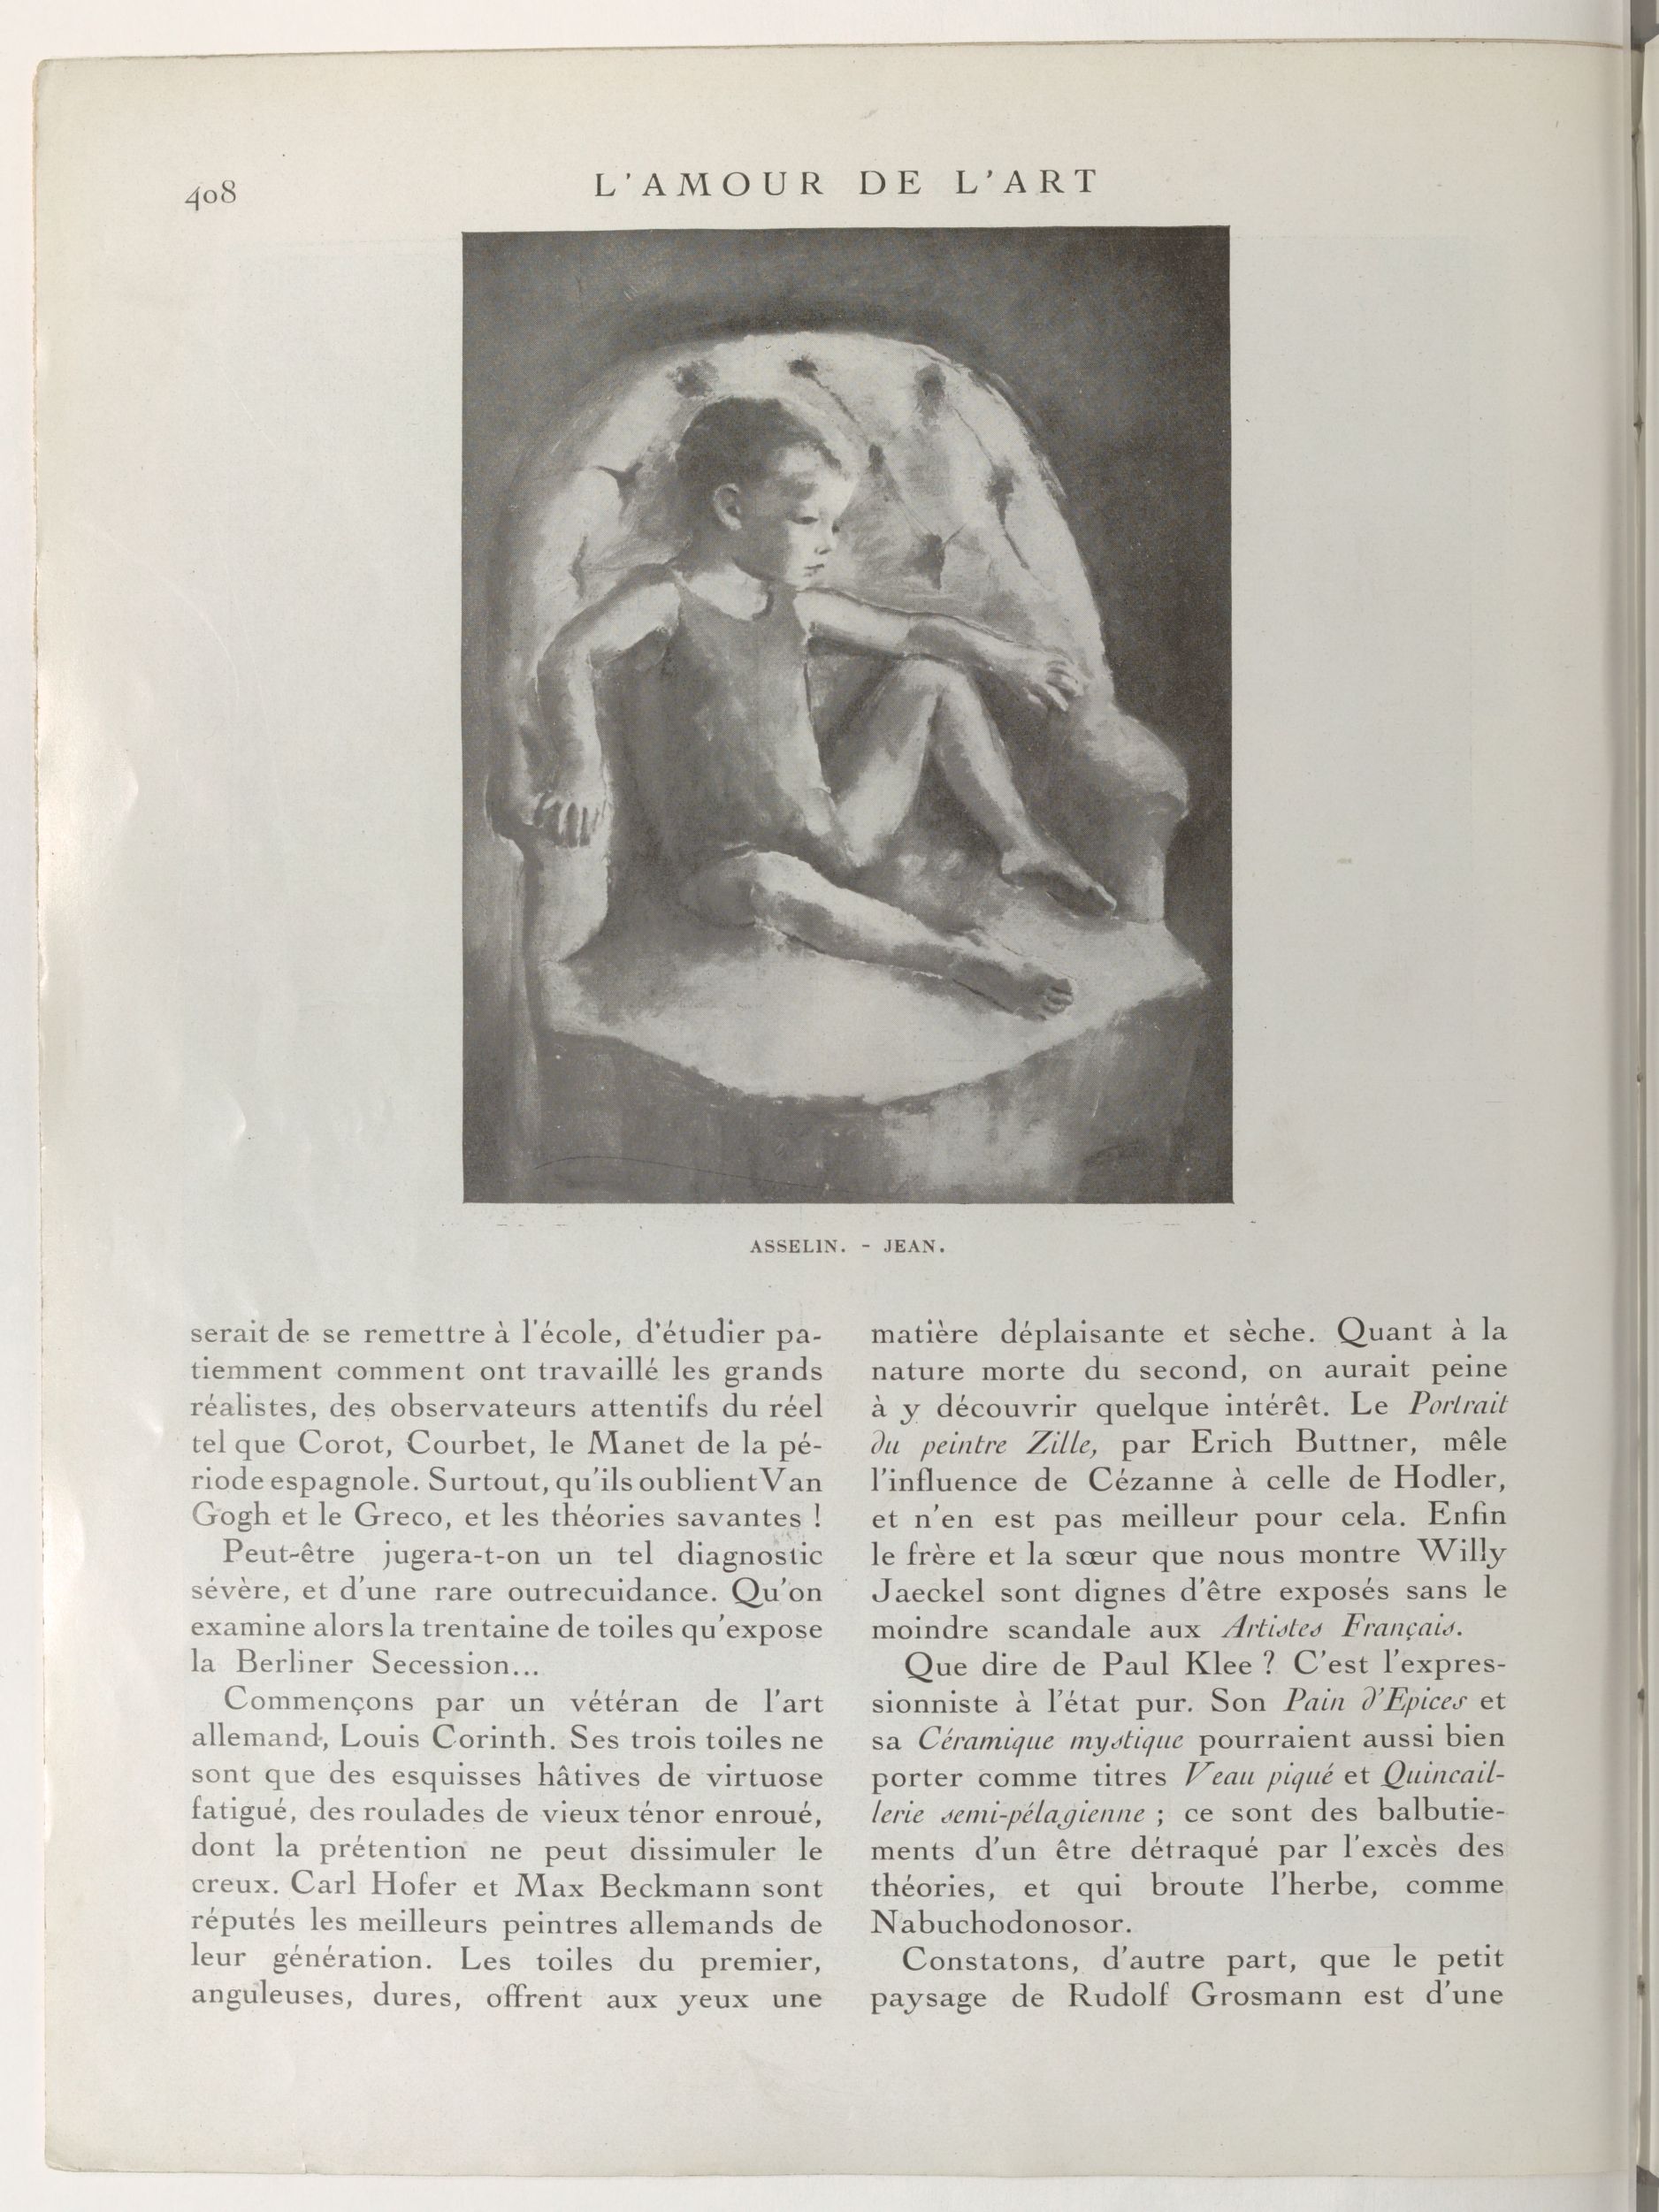 408
L'AMOUR DE L'ART
ASSELIN. - JEAN.
serait de se remettre à l'école, d'étudier pa-
tiemment comment ont travaillé les grands
réalistes, des observateurs attentifs du réel
tel que Corot, Courbet, le Manet de la pé-
riode espagnole. Surtout, qu'ils oublient Van
Gogh et le Greco, et les théories savantes !
Peut-être jugera-t-on un tel diagnostic
sévère, et d'une rare outrecuidance. Qu'on
examine alors la trentaine de toiles qu'expose
la Berliner Secession...
Commençons par un vétéran de l'art
allemand, Louis Corinth. Ses trois toiles ne
sont que des esquisses hâtives de virtuose
fatigué, des roulades de vieux ténor enroué,
dont la prétention ne peut dissimuler le
creux. Carl Hofer et Max Beckmann sont
réputés les meilleurs peintres allemands de
leur génération. Les toiles du premier,
anguleuses, dures, offrent aux yeux une
matière déplaisante et sèche. Quant à la
nature morte du second, on aurait peine
à y découvrir quelque intérêt. Le Portrait
du peintre Zille, par Erich Buttner, mêle
l'influence de Cézanne à celle de Hodler,
et n'en est pas meilleur pour cela. Enfin
le frère et la sœur que nous montre Willy
Jaeckel sont dignes d'être exposés sans le
moindre scandale aux Artistes Français.
Que dire de Paul Klee ? C'est l'expres-
sionniste à l'état pur. Son Pain d'Epices et
sa Céramique mystique pourraient aussi bien
porter comme titres Veau piqué et Quincail-
lerie semi-pélagienne ; ce sont des balbutie-
ments d'un être détraqué par l'excès des
théories, et qui broute l'herbe, comme
Nabuchodonosor.
Constatons, d'autre part, que le petit
paysage de Rudolf Grosmann est d'une